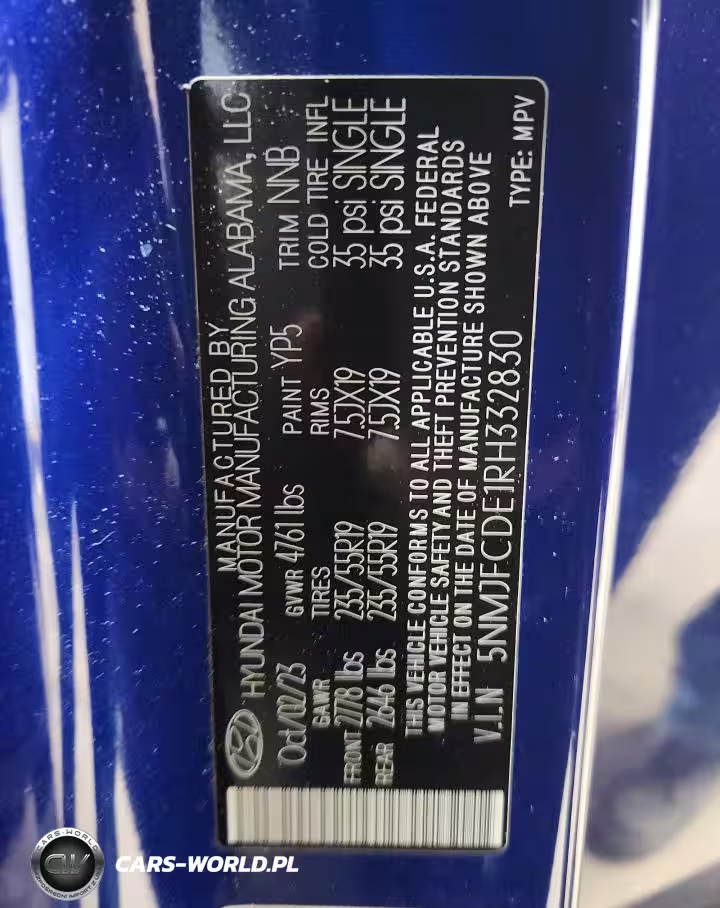 MANUFACTURED BY
HYUNDAI MOTOR MANUFACTURING ALABAMA, LLC
Oct/02/23 GVWR 4761 lbs PAINT YP5 TRIM NNB
GAWR TIRES RIMS COLD TIRE INFL
FRONT 2778 lbs 235/55R19 7.5JX19 35 psi SINGLE
REAR 2646 lbs 235/55R19 7.5JX19 35 psi SINGLE
THIS VEHICLE CONFORMS TO ALL APPLICABLE U.S.A. FEDERAL
MOTOR VEHICLE SAFETY AND THEFT PREVENTION STANDARDS
IN EFFECT ON THE DATE OF MANUFACTURE SHOWN ABOVE
V.I.N 5NMJFCDE1RH332830 TYPE: MPV
CARS-WORLD
CW
CARS-WORLD.PL